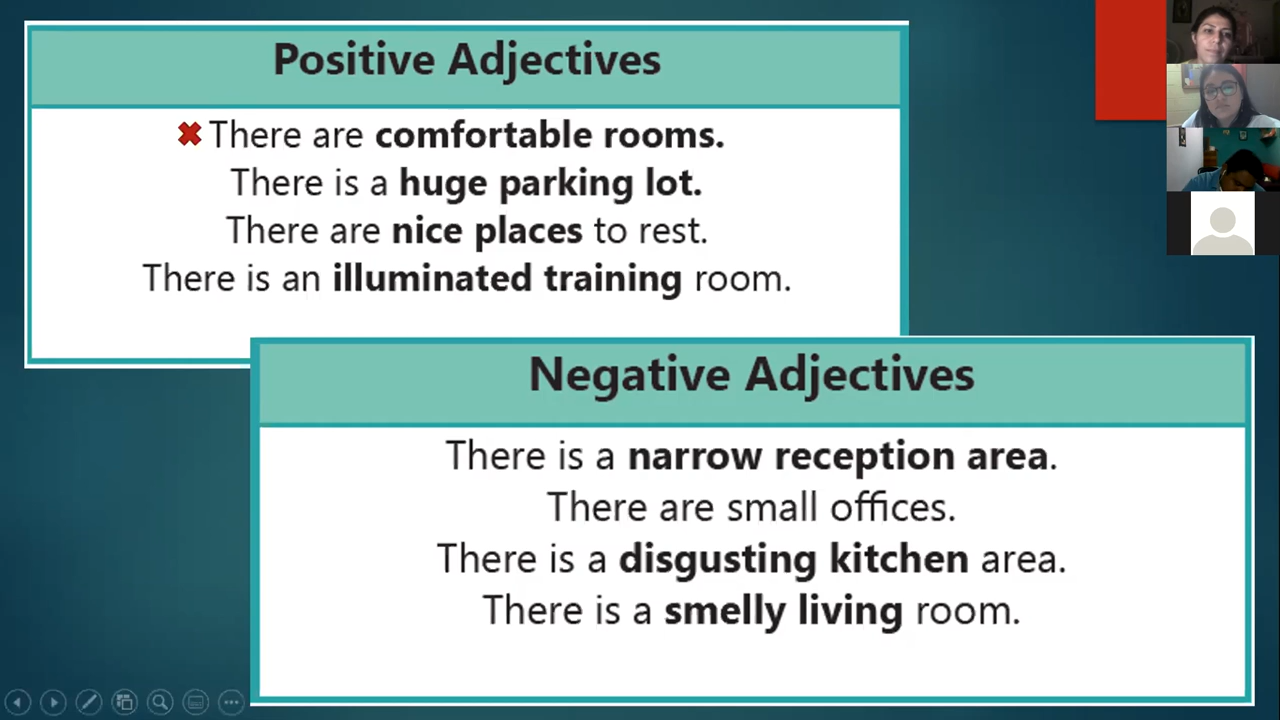 Positive Adjectives
There are comfortable rooms.
There is a huge parking lot.
There are nice places to rest.
There is an illuminated training room.
Negative Adjectives
There is a narrow reception area.
There are small offices.
There is a disgusting kitchen area.
There is a smelly living room.